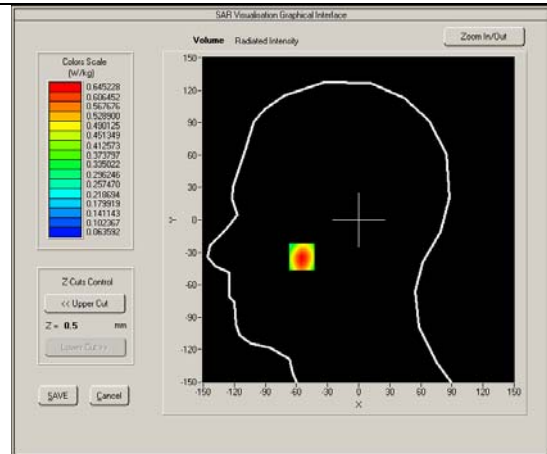 SAR Visualisation Graphical Interface
Volume Radiated Intensity
Zoom In/Out
Colors Scale
(W/kg)
0.645228
0.606452
0.567676
0.528900
0.490125
0.451349
0.412573
0.373797
0.335022
0.296246
0.257470
0.218694
0.179919
0.141143
0.102367
0.063592
Z Cuts Control
<< Upper Cut
Z = 0.5 mm
Lower Cut >>
SAVE Cancel
150-
120-
90-
60-
30-
0-
-30-
-60-
-90-
-120-
-150-
Y
-150 -120 -90 -60 -30 0 30 60 90 120 150
X